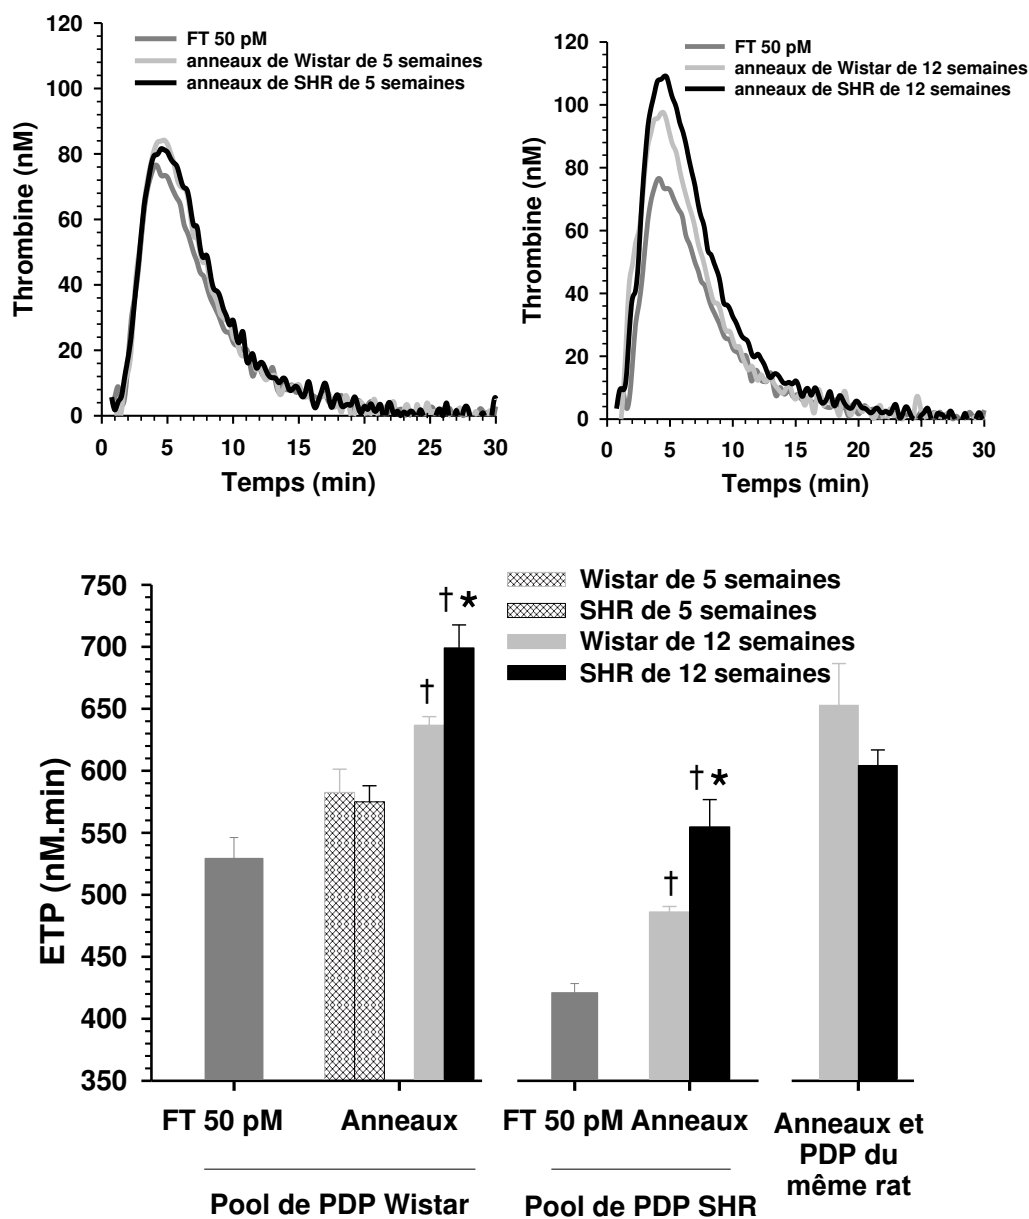 120
100
80
60
40
20
0
Thrombine (nM)
FT 50 pM
anneaux de Wistar de 5 semaines
anneaux de SHR de 5 semaines
0 5 10 15 20 25 30
Temps (min)
120
100
80
60
40
20
0
Thrombine (nM)
FT 50 pM
anneaux de Wistar de 12 semaines
anneaux de SHR de 12 semaines
0 5 10 15 20 25 30
Temps (min)
750
700
650
600
550
500
450
400
350
ETP (nM.min)
Wistar de 5 semaines
SHR de 5 semaines
Wistar de 12 semaines
SHR de 12 semaines
† *
†
† *
†
FT 50 pM Anneaux FT 50 pM Anneaux
Anneaux et
PDP du
même rat
Pool de PDP Wistar Pool de PDP SHR